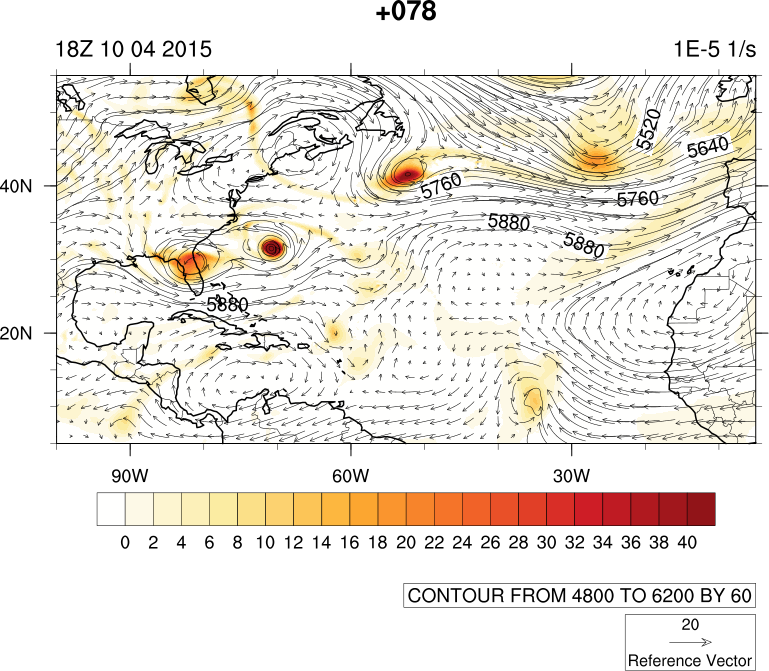 +078
18Z 10 04 2015 1E-5 1/s
5520
5640
40N
5760
5760
5880
5880
5880
20N
90W 60W 30W
0 2 4 6 8 10 12 14 16 18 20 22 24 26 28 30 32 34 36 38 40
CONTOUR FROM 4800 TO 6200 BY 60
20
Reference Vector